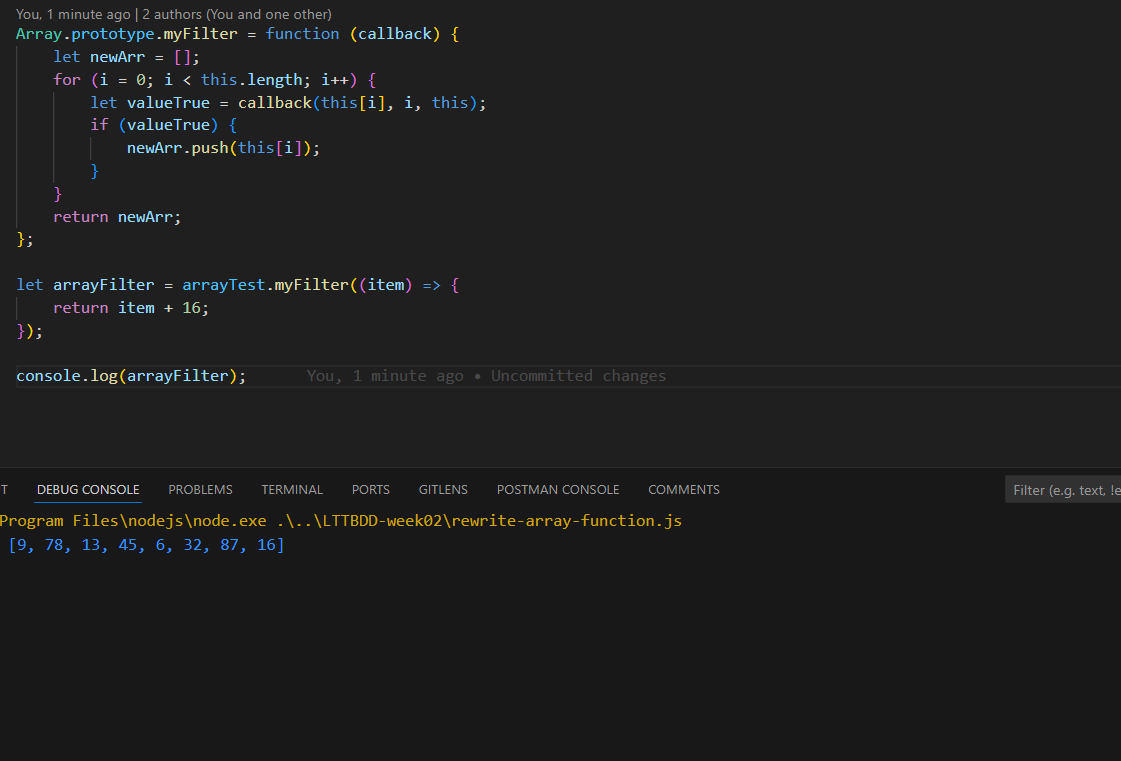 You, 1 minute ago | 2 authors (You and one other)
Array.prototype.myFilter = function (callback) {
    let newArr = [];
    for (i = 0; i < this.length; i++) {
        let valueTrue = callback(this[i], i, this);
        if (valueTrue) {
            newArr.push(this[i]);
        }
    }
    return newArr;
};

let arrayFilter = arrayTest.myFilter((item) => {
    return item + 16;
});

console.log(arrayFilter);      You, 1 minute ago • Uncommitted changes
T DEBUG CONSOLE PROBLEMS TERMINAL PORTS GITLENS POSTMAN CONSOLE COMMENTS Filter (e.g. text, !e
Program Files\nodejs\node.exe .\..\LTTBDD-week02\rewrite-array-function.js
[9, 78, 13, 45, 6, 32, 87, 16]